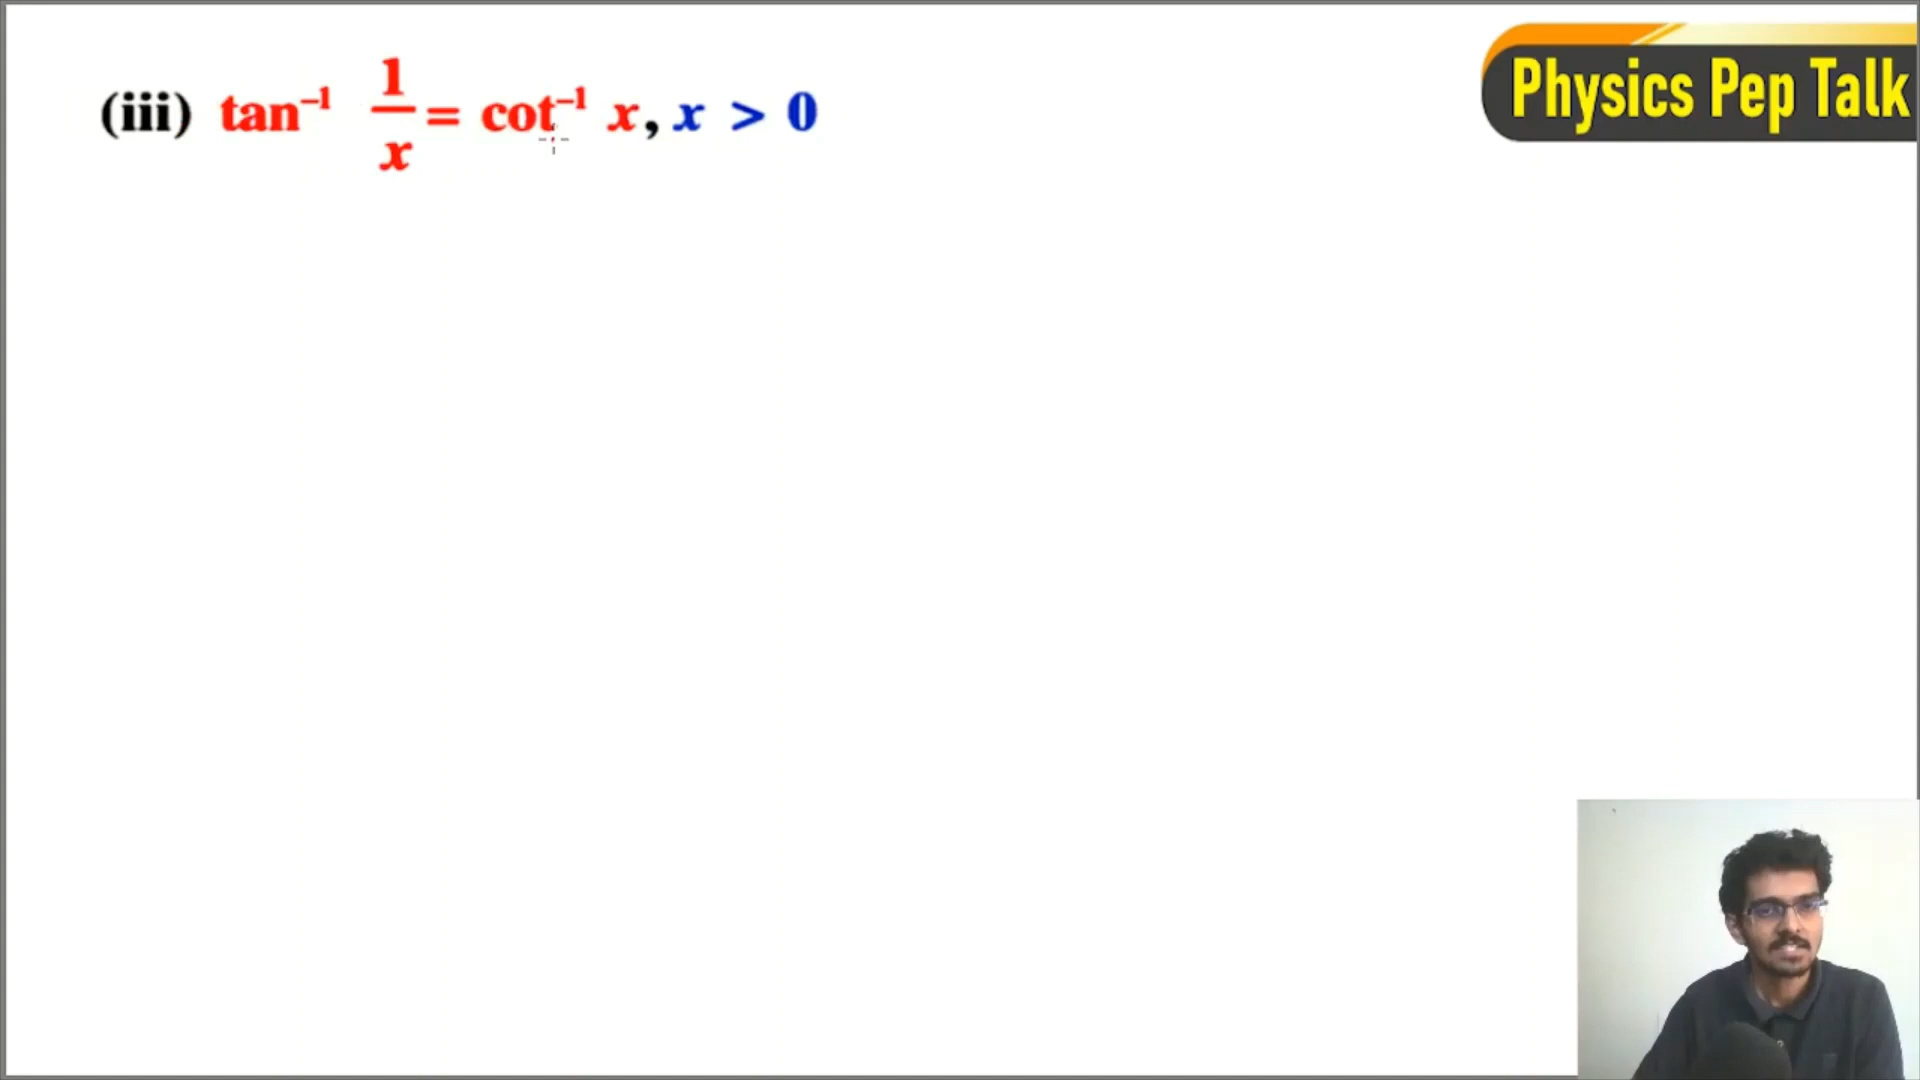 (iii) tan⁻¹ 1/x = cot⁻¹ x, x > 0
Physics Pep Talk